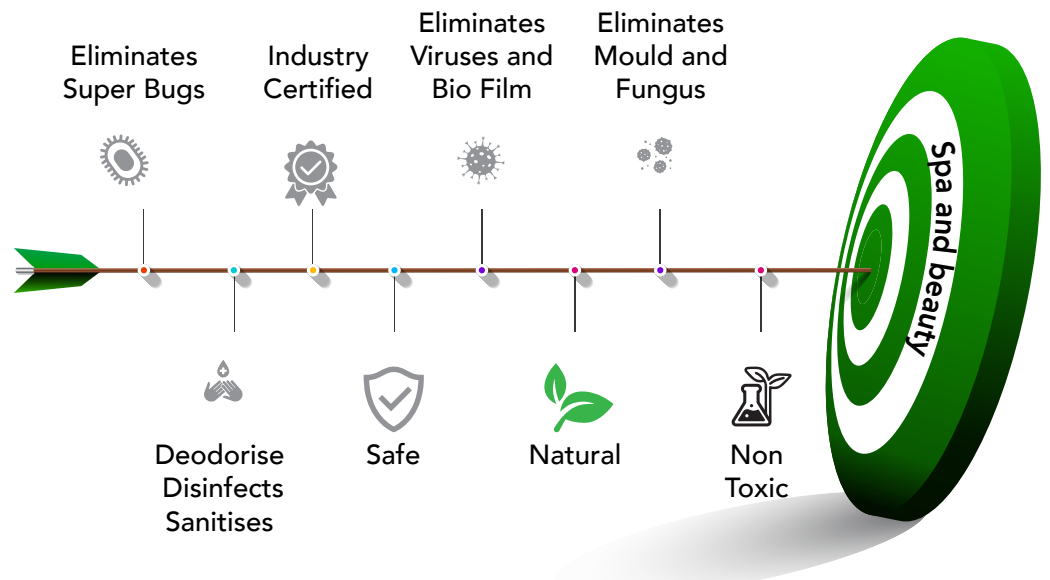 Eliminates
Super Bugs
Industry
Certified
Eliminates
Viruses and
Bio Film
Eliminates
Mould and
Fungus
Spa and beauty
Deodorise
Disinfects
Sanitises
Safe
Natural
Non
Toxic